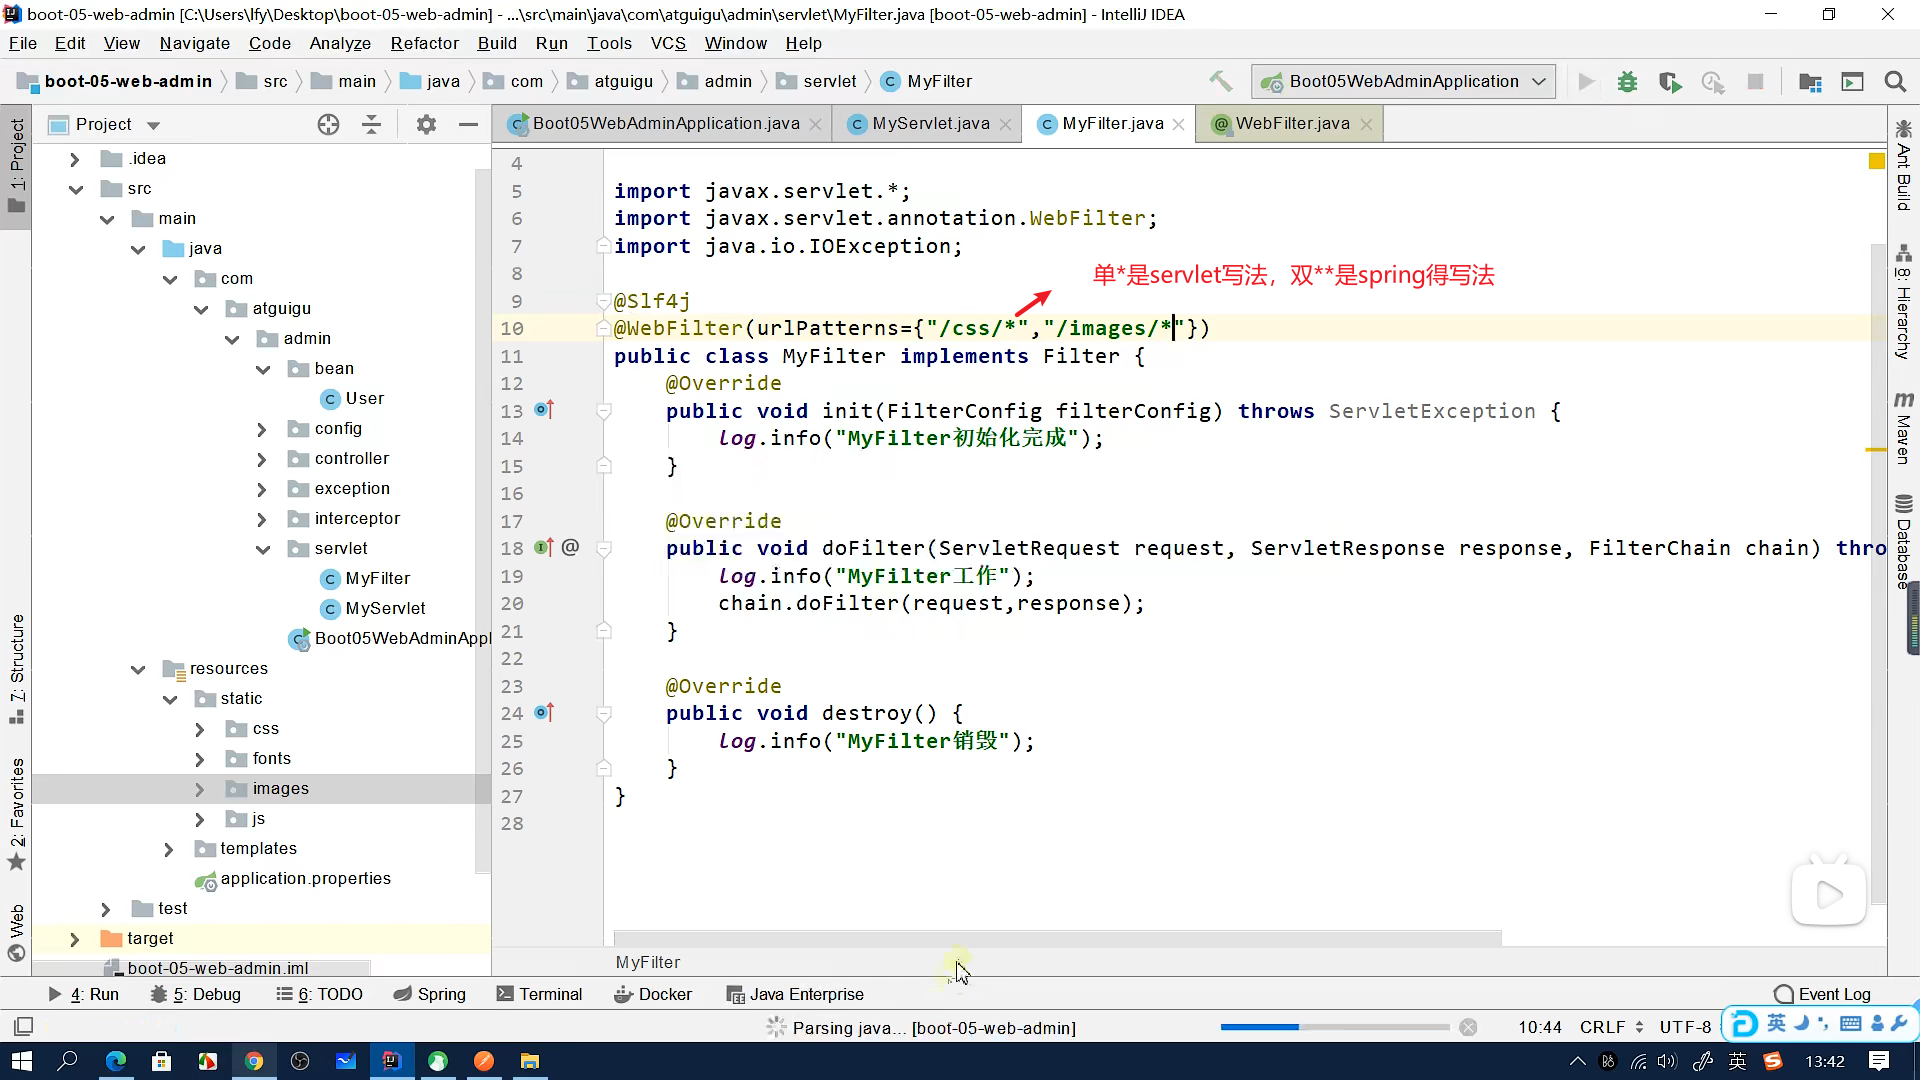 boot-05-web-admin [C:\Users\lfy\Desktop\boot-05-web-admin] - ...\src\main\java\com\atguigu\admin\servlet\MyFilter.java [boot-05-web-admin] - IntelliJ IDEA
File Edit View Navigate Code Analyze Refactor Build Run Tools VCS Window Help
boot-05-web-admin src main java com atguigu admin servlet MyFilter Boot05WebAdminApplication
Project
Boot05WebAdminApplication.java MyServlet.java MyFilter.java WebFilter.java
1: Project
7: Structure
2: Favorites
Web
.idea
src
main
java
com
atguigu
admin
bean
User
config
controller
exception
interceptor
servlet
MyFilter
MyServlet
Boot05WebAdminAppl
resources
static
css
fonts
images
js
templates
application.properties
test
target
boot-05-web-admin.iml
4
5 import javax.servlet.*;
6 import javax.servlet.annotation.WebFilter;
7 import java.io.IOException;
8
单*是servlet写法，双**是spring得写法
9 @Slf4j
10 @WebFilter(urlPatterns={"/css/*","/images/*"})
11 public class MyFilter implements Filter {
12 @Override
13 public void init(FilterConfig filterConfig) throws ServletException {
14 log.info("MyFilter初始化完成");
15 }
16
17 @Override
18 @ public void doFilter(ServletRequest request, ServletResponse response, FilterChain chain) thro
19 log.info("MyFilter工作");
20 chain.doFilter(request,response);
21 }
22
23 @Override
24 public void destroy() {
25 log.info("MyFilter销毁");
26 }
27 }
28
MyFilter
Ant Build
8: Hierarchy
m Maven
Database
4: Run 5: Debug 6: TODO Spring Terminal Docker Java Enterprise Event Log
Parsing java... [boot-05-web-admin] 10:44 CRLF UTF-8 英
英 13:42